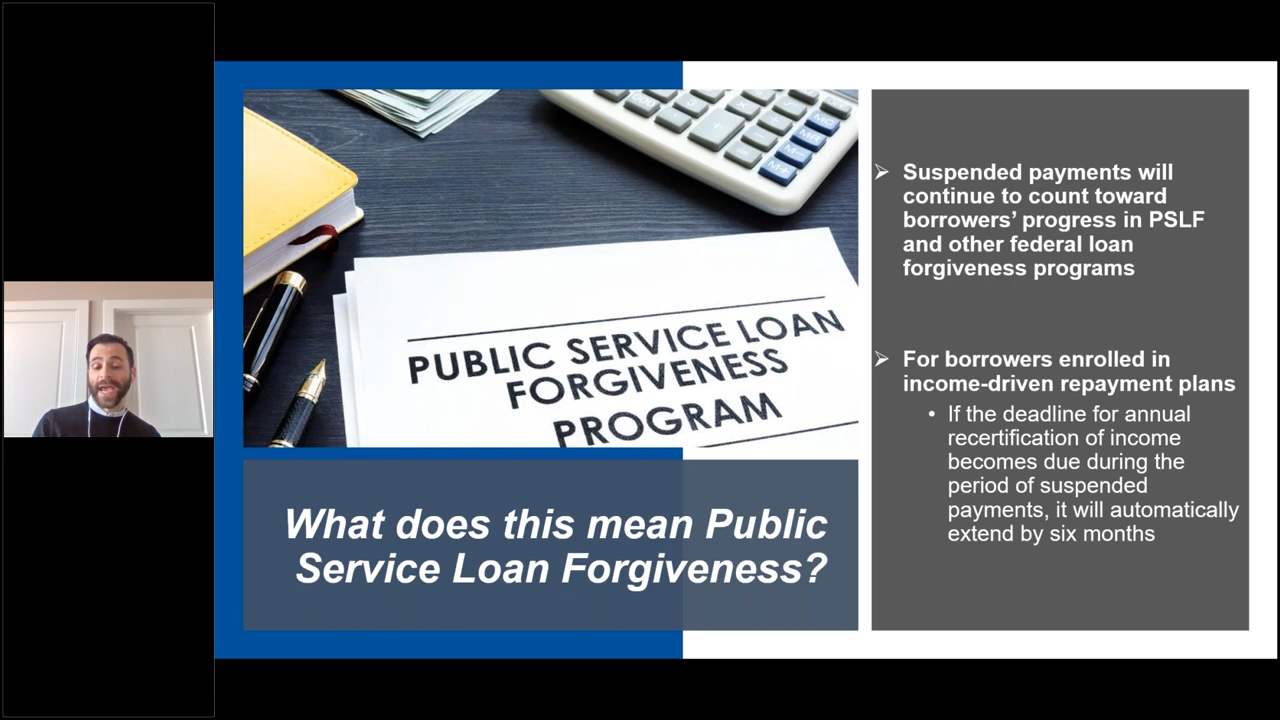 PUBLIC SERVICE LOAN
FORGIVENESS
PROGRAM
What does this mean Public
Service Loan Forgiveness?
➢ Suspended payments will
continue to count toward
borrowers’ progress in PSLF
and other federal loan
forgiveness programs
➢ For borrowers enrolled in
income-driven repayment plans
• If the deadline for annual
recertification of income
becomes due during the
period of suspended
payments, it will automatically
extend by six months